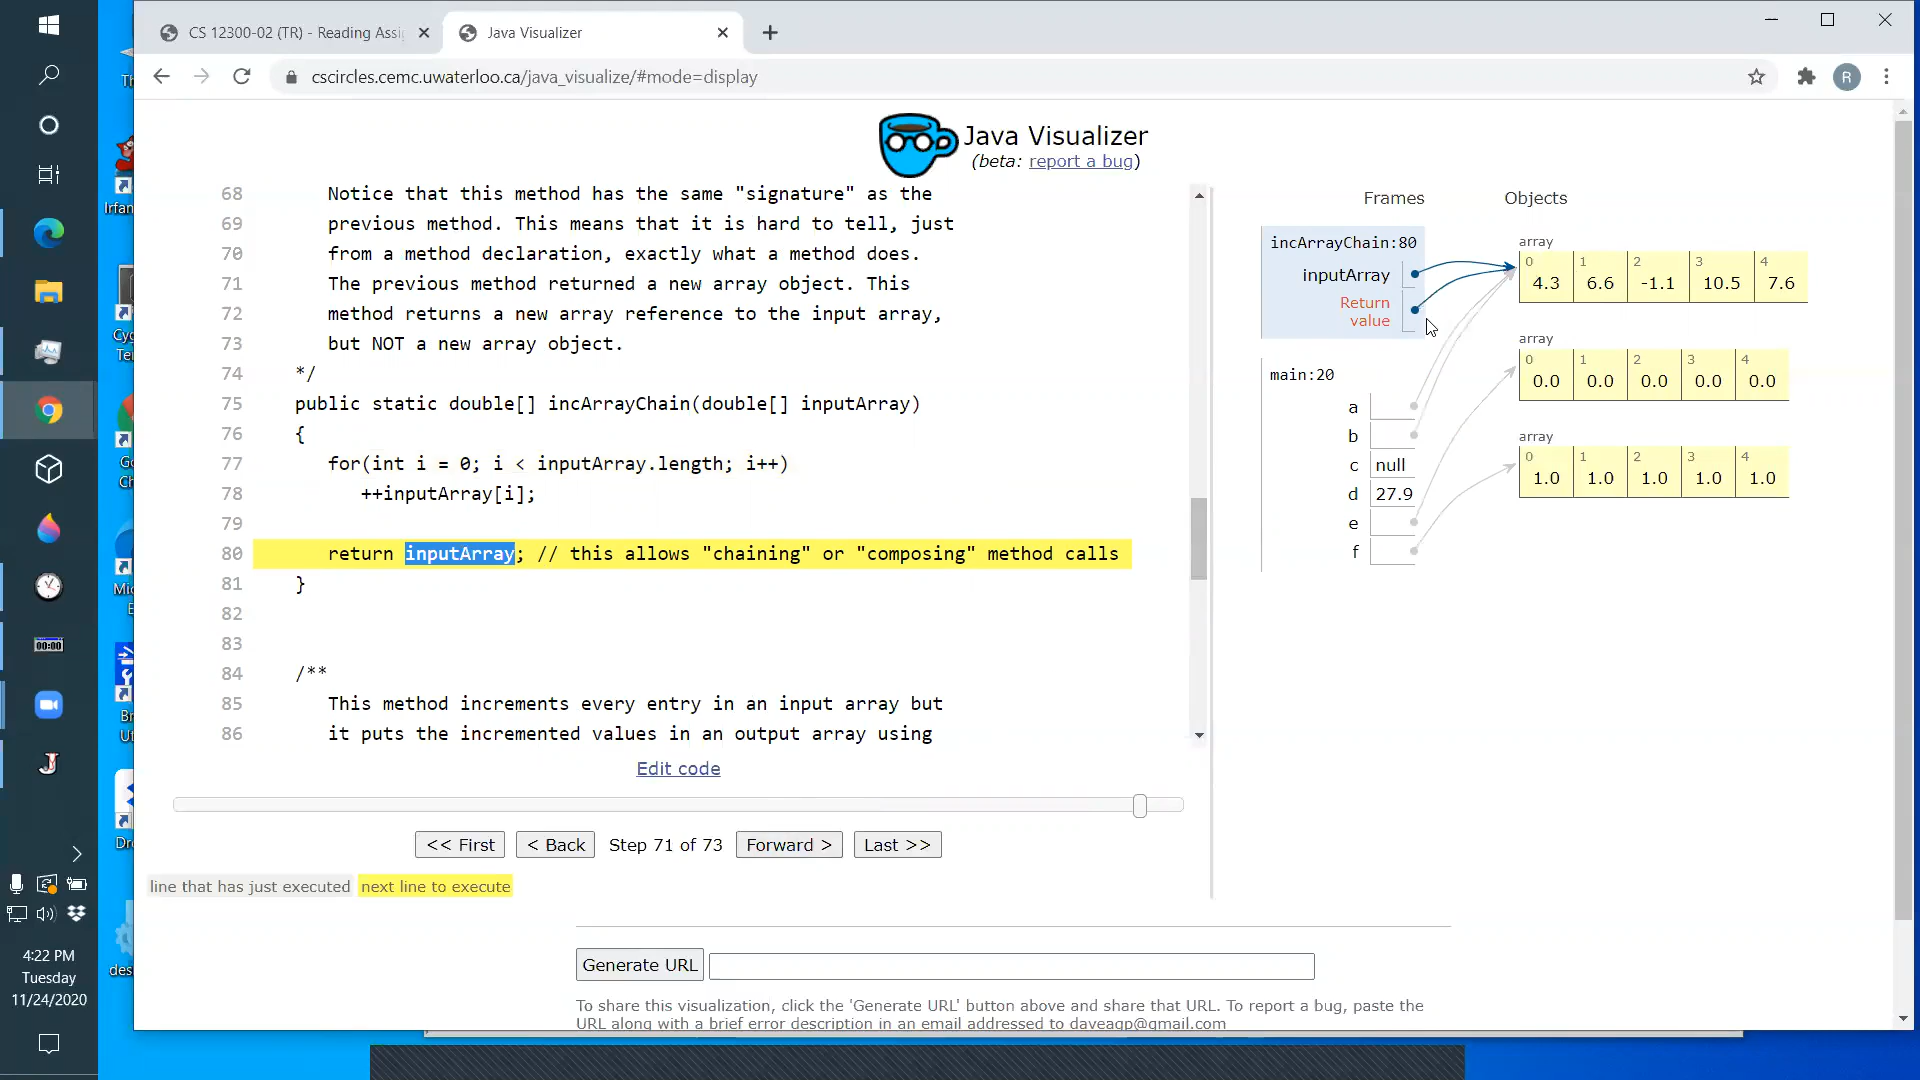 CS 12300-02 (TR) - Reading Assi
Java Visualizer
cscircles.cemc.uwaterloo.ca/java_visualize/#mode=display
R
Java Visualizer
(beta: report a bug)
68 Notice that this method has the same "signature" as the
69 previous method. This means that it is hard to tell, just
70 from a method declaration, exactly what a method does.
71 The previous method returned a new array object. This
72 method returns a new array reference to the input array,
73 but NOT a new array object.
74 */
75 public static double[] incArrayChain(double[] inputArray)
76 {
77 for(int i = 0; i < inputArray.length; i++)
78 ++inputArray[i];
79
80 return inputArray; // this allows "chaining" or "composing" method calls
81 }
82
83
84 /**
85 This method increments every entry in an input array but
86 it puts the incremented values in an output array using
Edit code
<< First
< Back
Step 71 of 73
Forward >
Last >>
line that has just executed
next line to execute
Frames
Objects
incArrayChain:80
inputArray
Return
value
main:20
a
b
c null
d 27.9
e
f
array
0 1 2 3 4
4.3 6.6 -1.1 10.5 7.6
array
0 1 2 3 4
0.0 0.0 0.0 0.0 0.0
array
0 1 2 3 4
1.0 1.0 1.0 1.0 1.0
Generate URL
To share this visualization, click the 'Generate URL' button above and share that URL. To report a bug, paste the
URL along with a brief error description in an email addressed to daveagp@gmail.com
Th
Irfan
Cyg
Ter
Go
Ch
Mic
E
Br
Ut
Dro
des
00:00
4:22 PM
Tuesday
11/24/2020